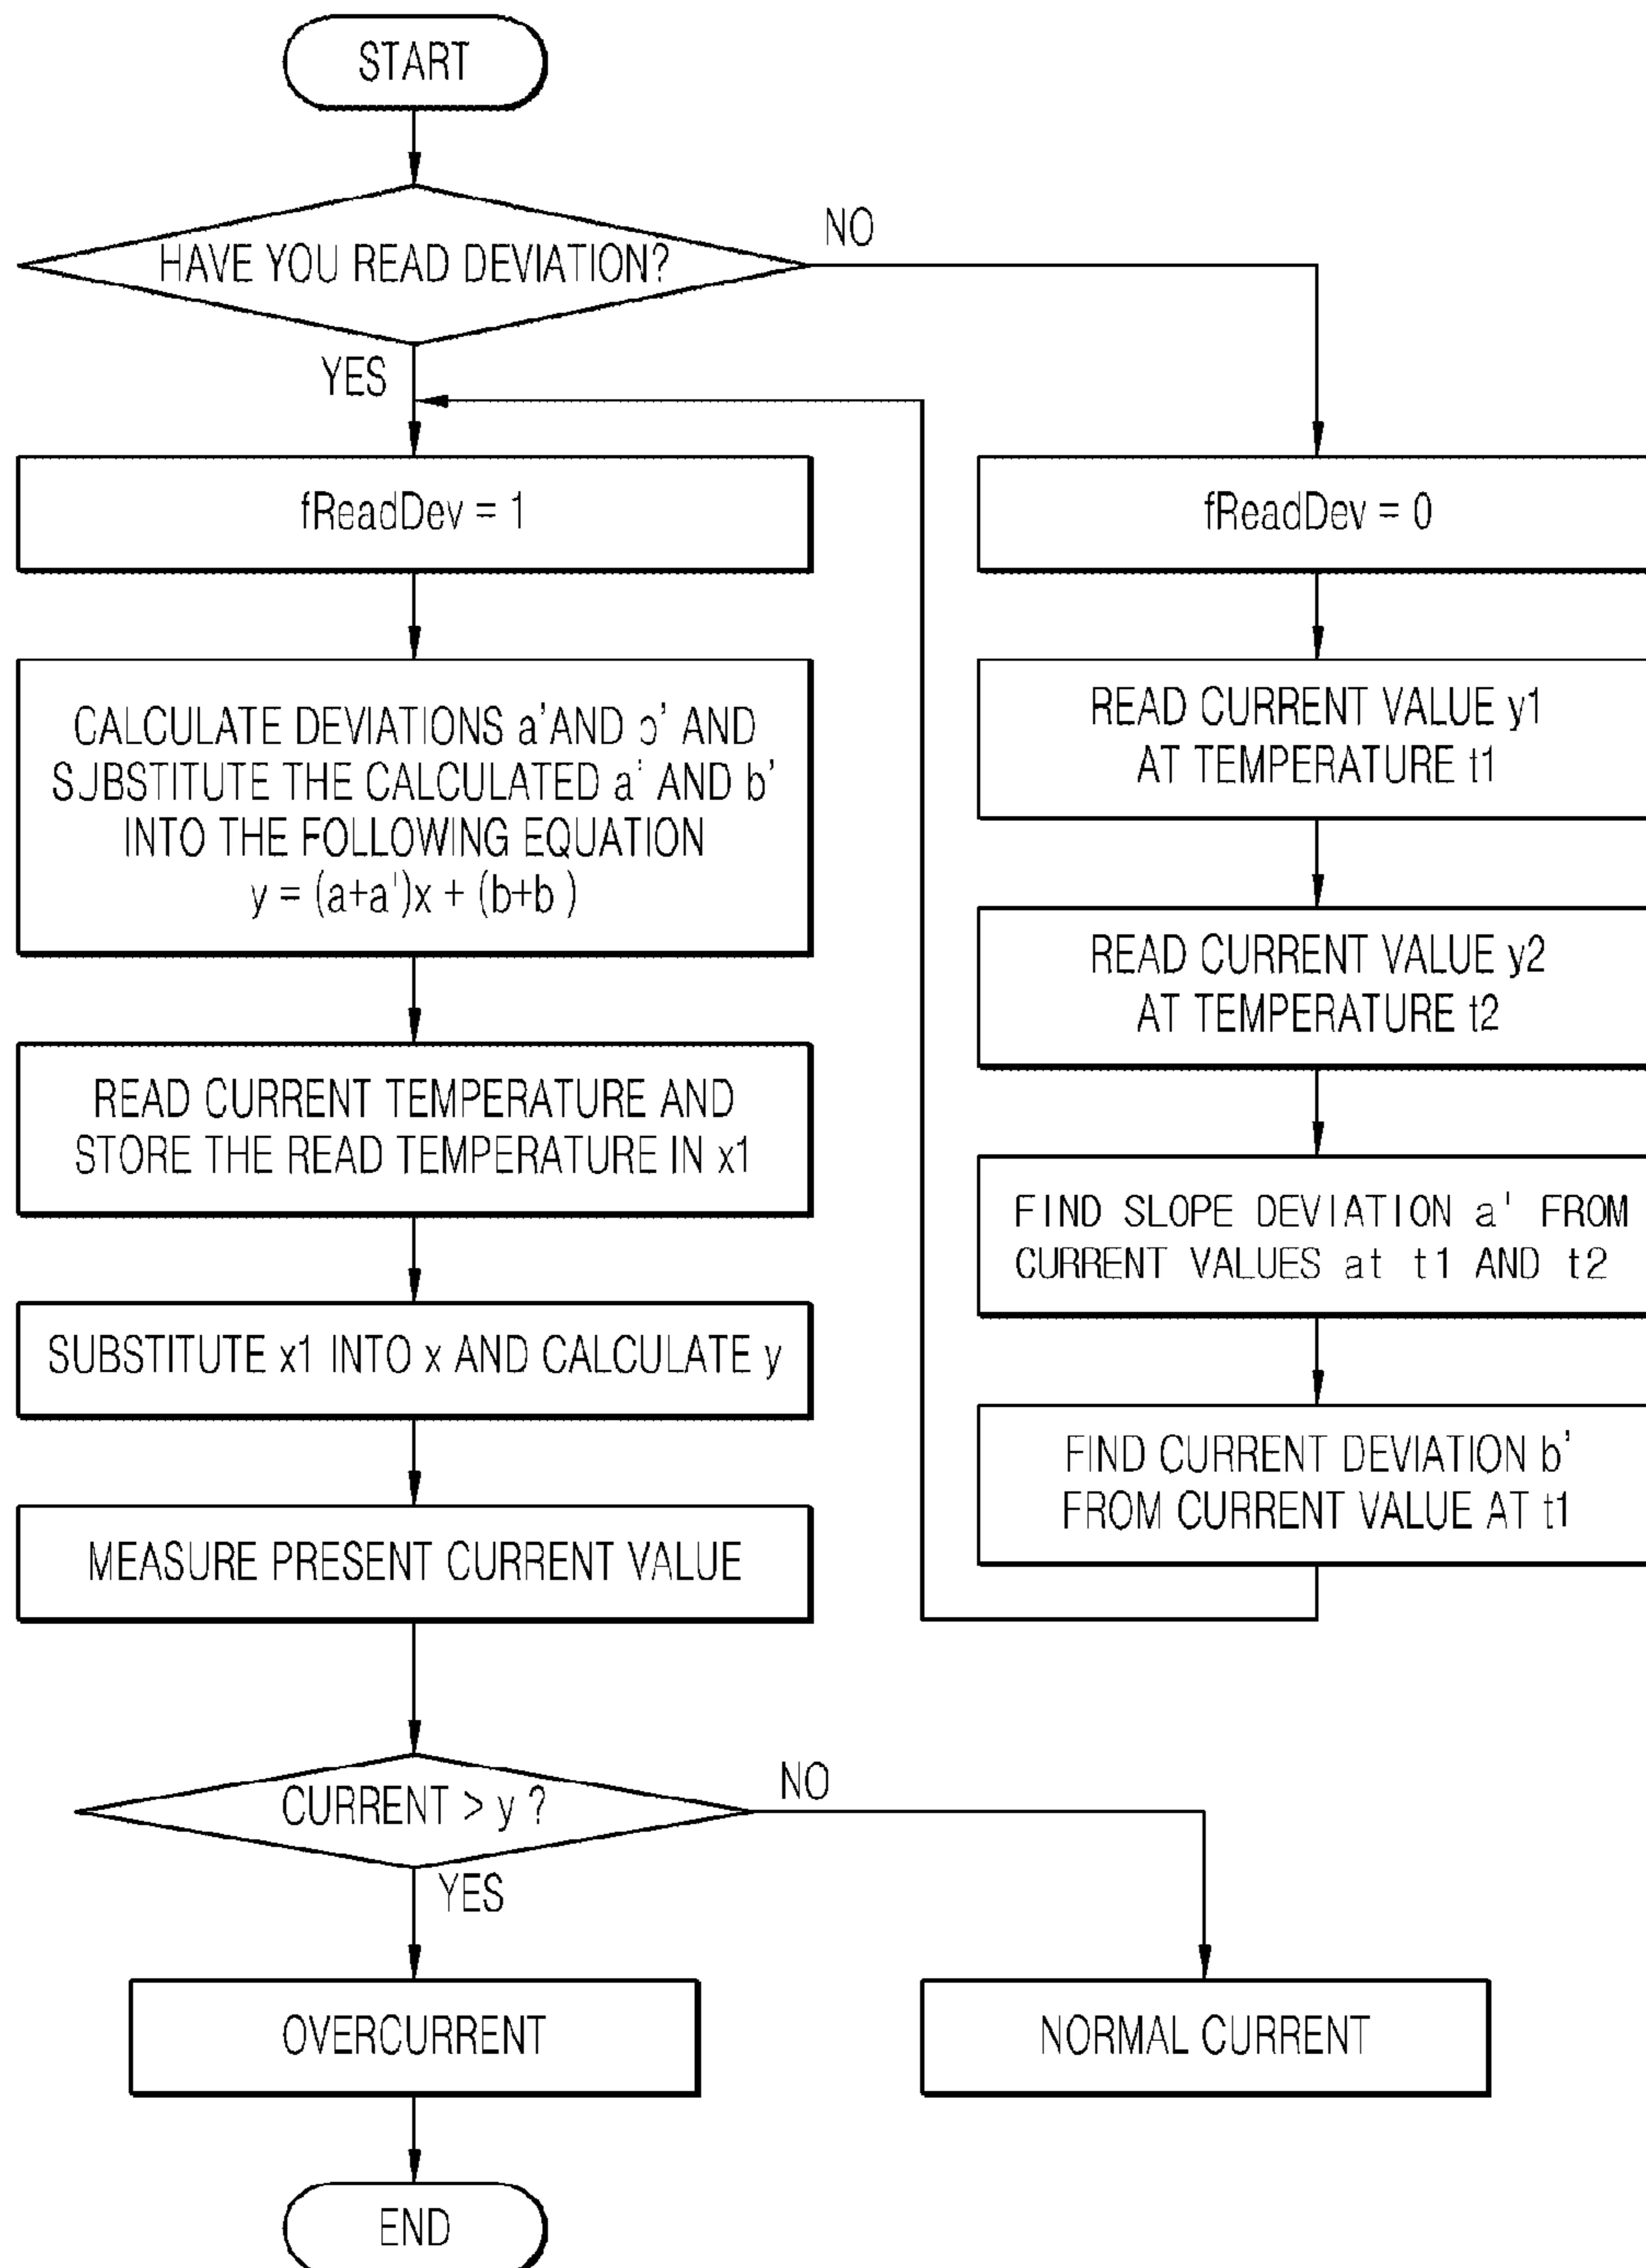 START
HAVE YOU READ DEVIATION?
NO
YES
fReadDev = 1
fReadDev = 0
CALCULATE DEVIATIONS a'AND b' AND
SUBSTITUTE THE CALCULATED a' AND b'
INTO THE FOLLOWING EQUATION
y = (a+a')x + (b+b )
READ CURRENT VALUE y1
AT TEMPERATURE t1
READ CURRENT VALUE y2
AT TEMPERATURE t2
READ CURRENT TEMPERATURE AND
STORE THE READ TEMPERATURE IN x1
FIND SLOPE DEVIATION a' FROM
CURRENT VALUES at t1 AND t2
SUBSTITUTE x1 INTO x AND CALCULATE y
FIND CURRENT DEVIATION b'
FROM CURRENT VALUE AT t1
MEASURE PRESENT CURRENT VALUE
CURRENT > y ?
NO
YES
OVERCURRENT
NORMAL CURRENT
END